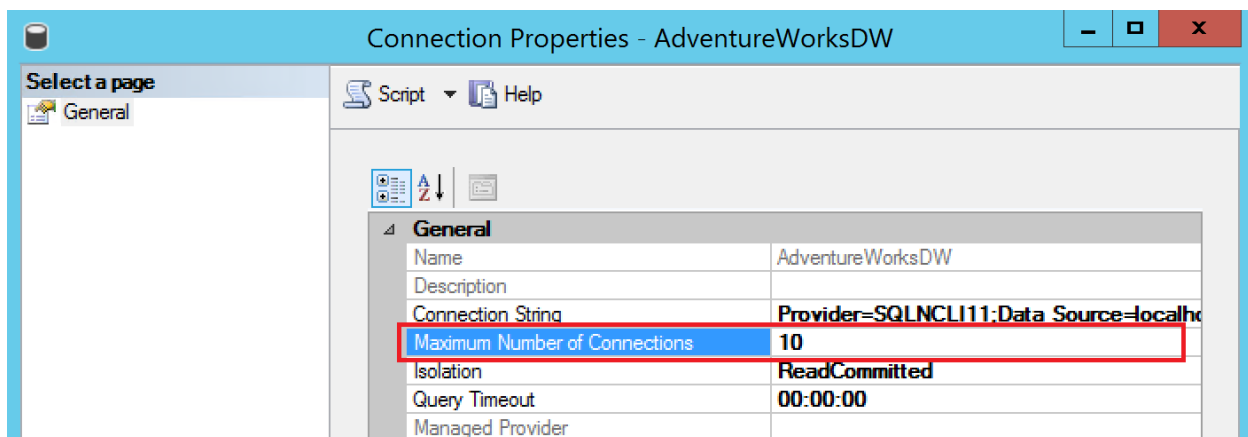 Connection Properties - AdventureWorksDW
Select a page
General
Script Help
General
Name AdventureWorksDW
Description
Connection String Provider=SQLNCLI11;Data Source=localho
Maximum Number of Connections 10
Isolation ReadCommitted
Query Timeout 00:00:00
Managed Provider